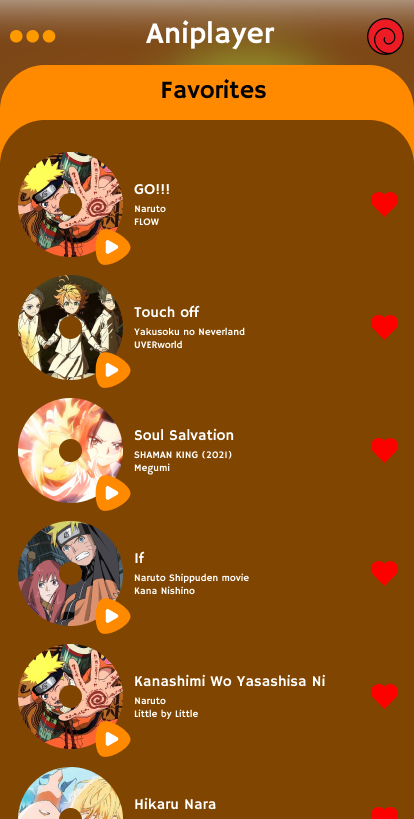 Aniplayer
Favorites
GO!!!
Naruto
FLOW
Touch off
Yakusoku no Neverland
UVERworld
Soul Salvation
SHAMAN KING (2021)
Megumi
If
Naruto Shippuden movie
Kana Nishino
Kanashimi Wo Yasashisa Ni
Naruto
Little by Little
Hikaru Nara